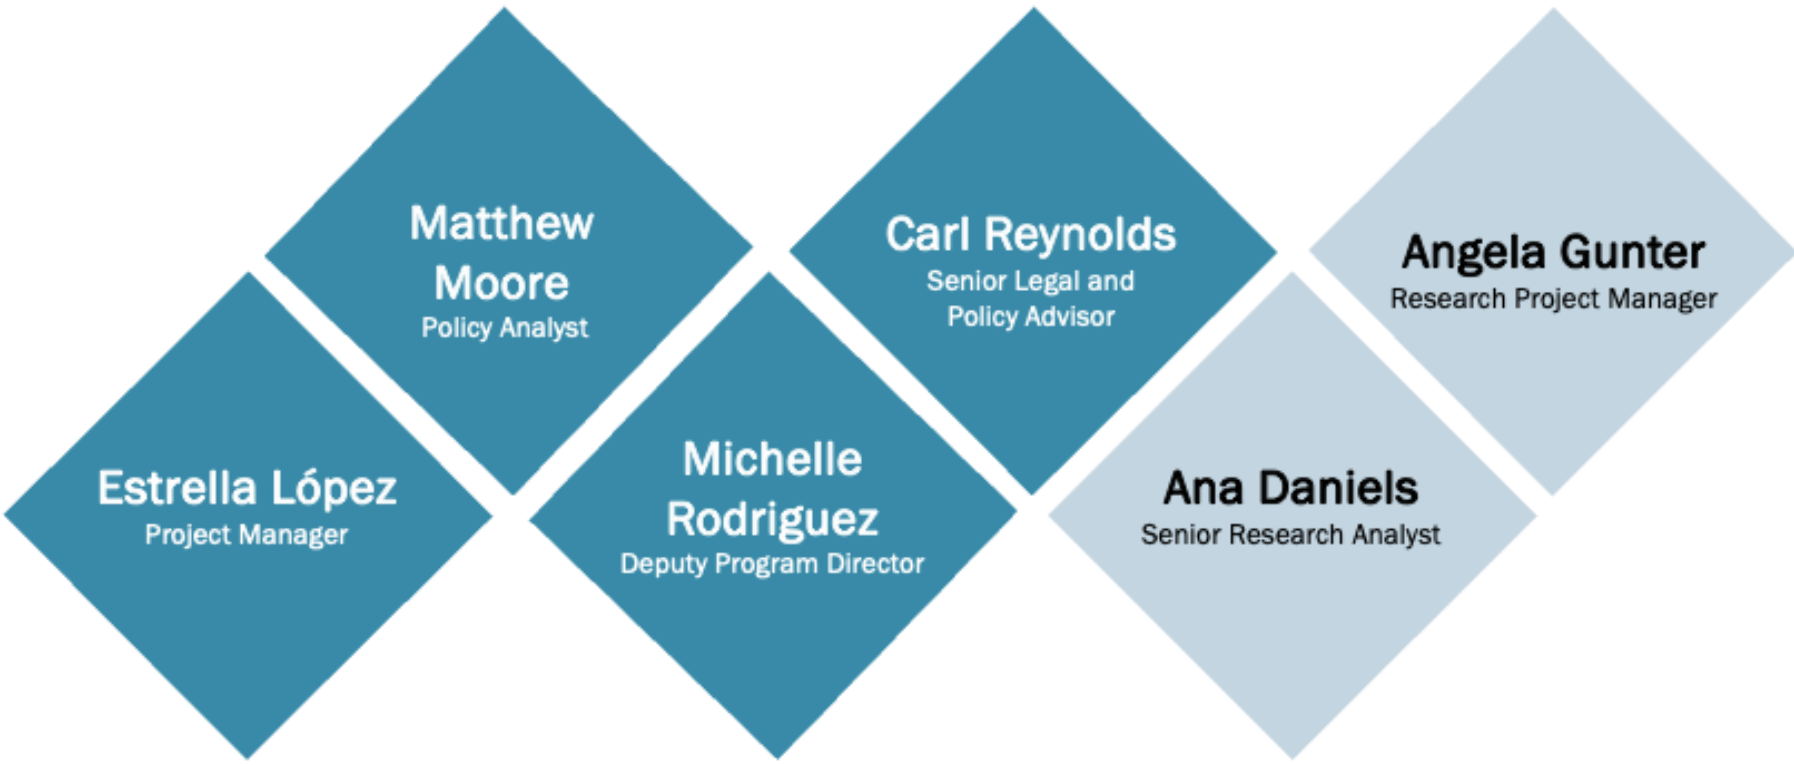 Matthew
Moore
Policy Analyst
Carl Reynolds
Senior Legal and
Policy Advisor
Angela Gunter
Research Project Manager
Estrella López
Project Manager
Michelle
Rodriguez
Deputy Program Director
Ana Daniels
Senior Research Analyst